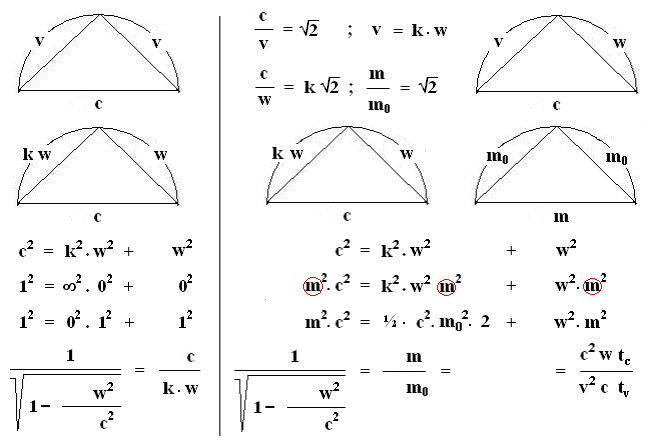 v v
c
k w w
c
c² = k² . w² + w²
1² = ∞² . 0² + 0²
1² = 0² . 1² + 1²
1 / √(1 − w² / c²) = c / k . w
c / v = √2 ; v = k . w
c / w = k √2 ; m / m₀ = √2
v w
c
k w w
c
m₀ m₀
m
c² = k² . w² + w²
m² . c² = k² . w² m² + w² . m²
m² . c² = ½ . c² . m₀² . 2 + w² . m²
1 / √(1 − w² / c²) = m / m₀ = = c² w t꜀ / v² c tᵥ